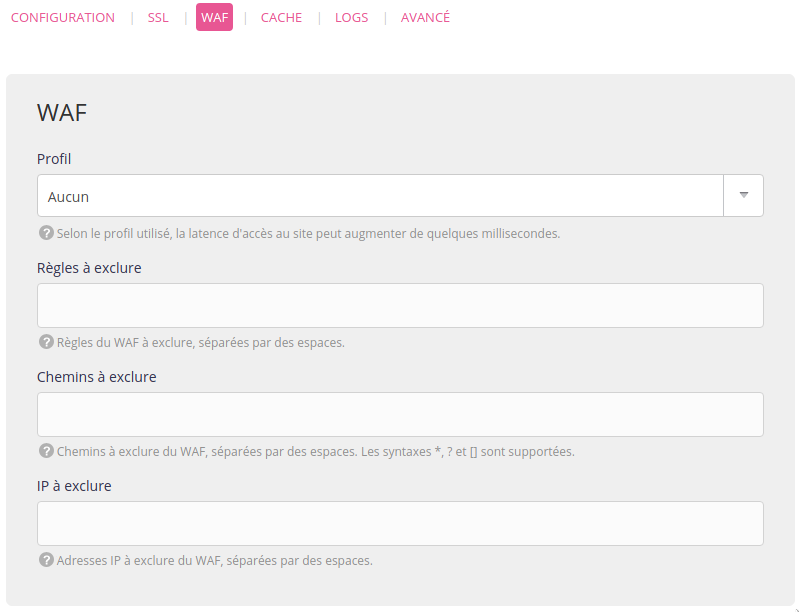 CONFIGURATION | SSL | WAF | CACHE | LOGS | AVANCÉ
WAF
Profil
Aucun
? Selon le profil utilisé, la latence d'accès au site peut augmenter de quelques millisecondes.
Règles à exclure
? Règles du WAF à exclure, séparées par des espaces.
Chemins à exclure
? Chemins à exclure du WAF, séparées par des espaces. Les syntaxes *, ? et [] sont supportées.
IP à exclure
? Adresses IP à exclure du WAF, séparées par des espaces.